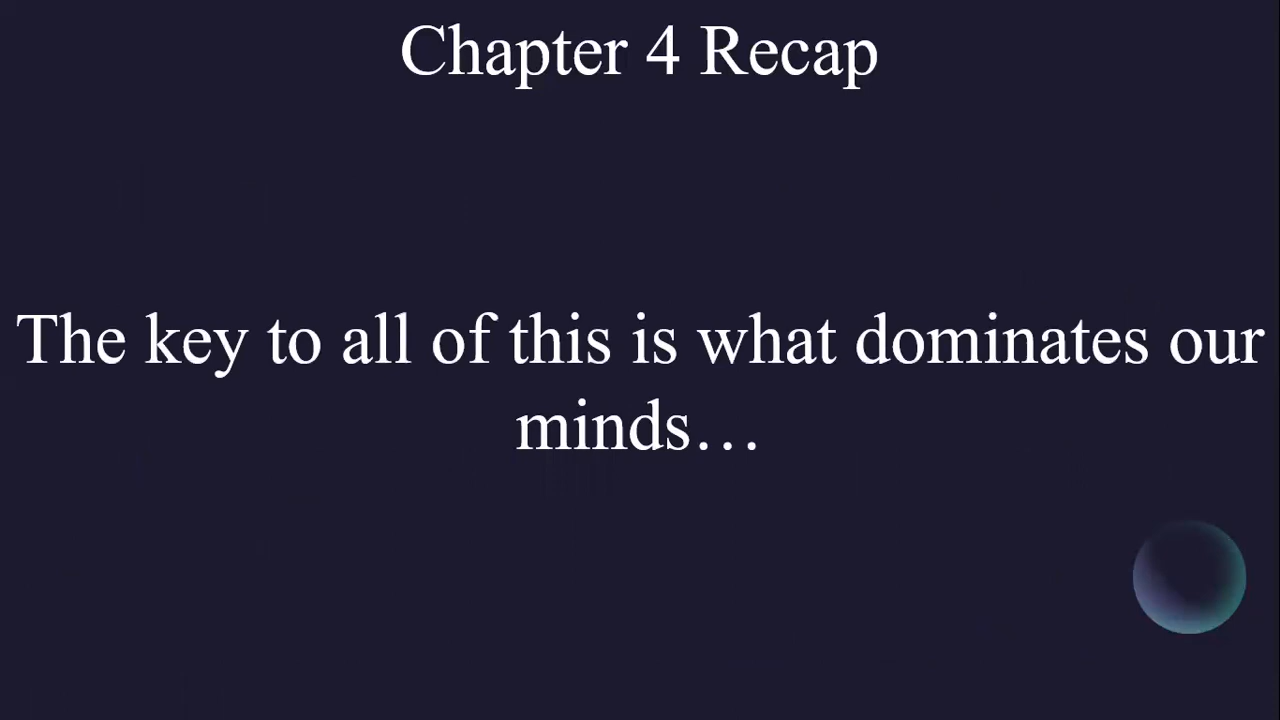 Chapter 4 Recap
The key to all of this is what dominates our
minds…